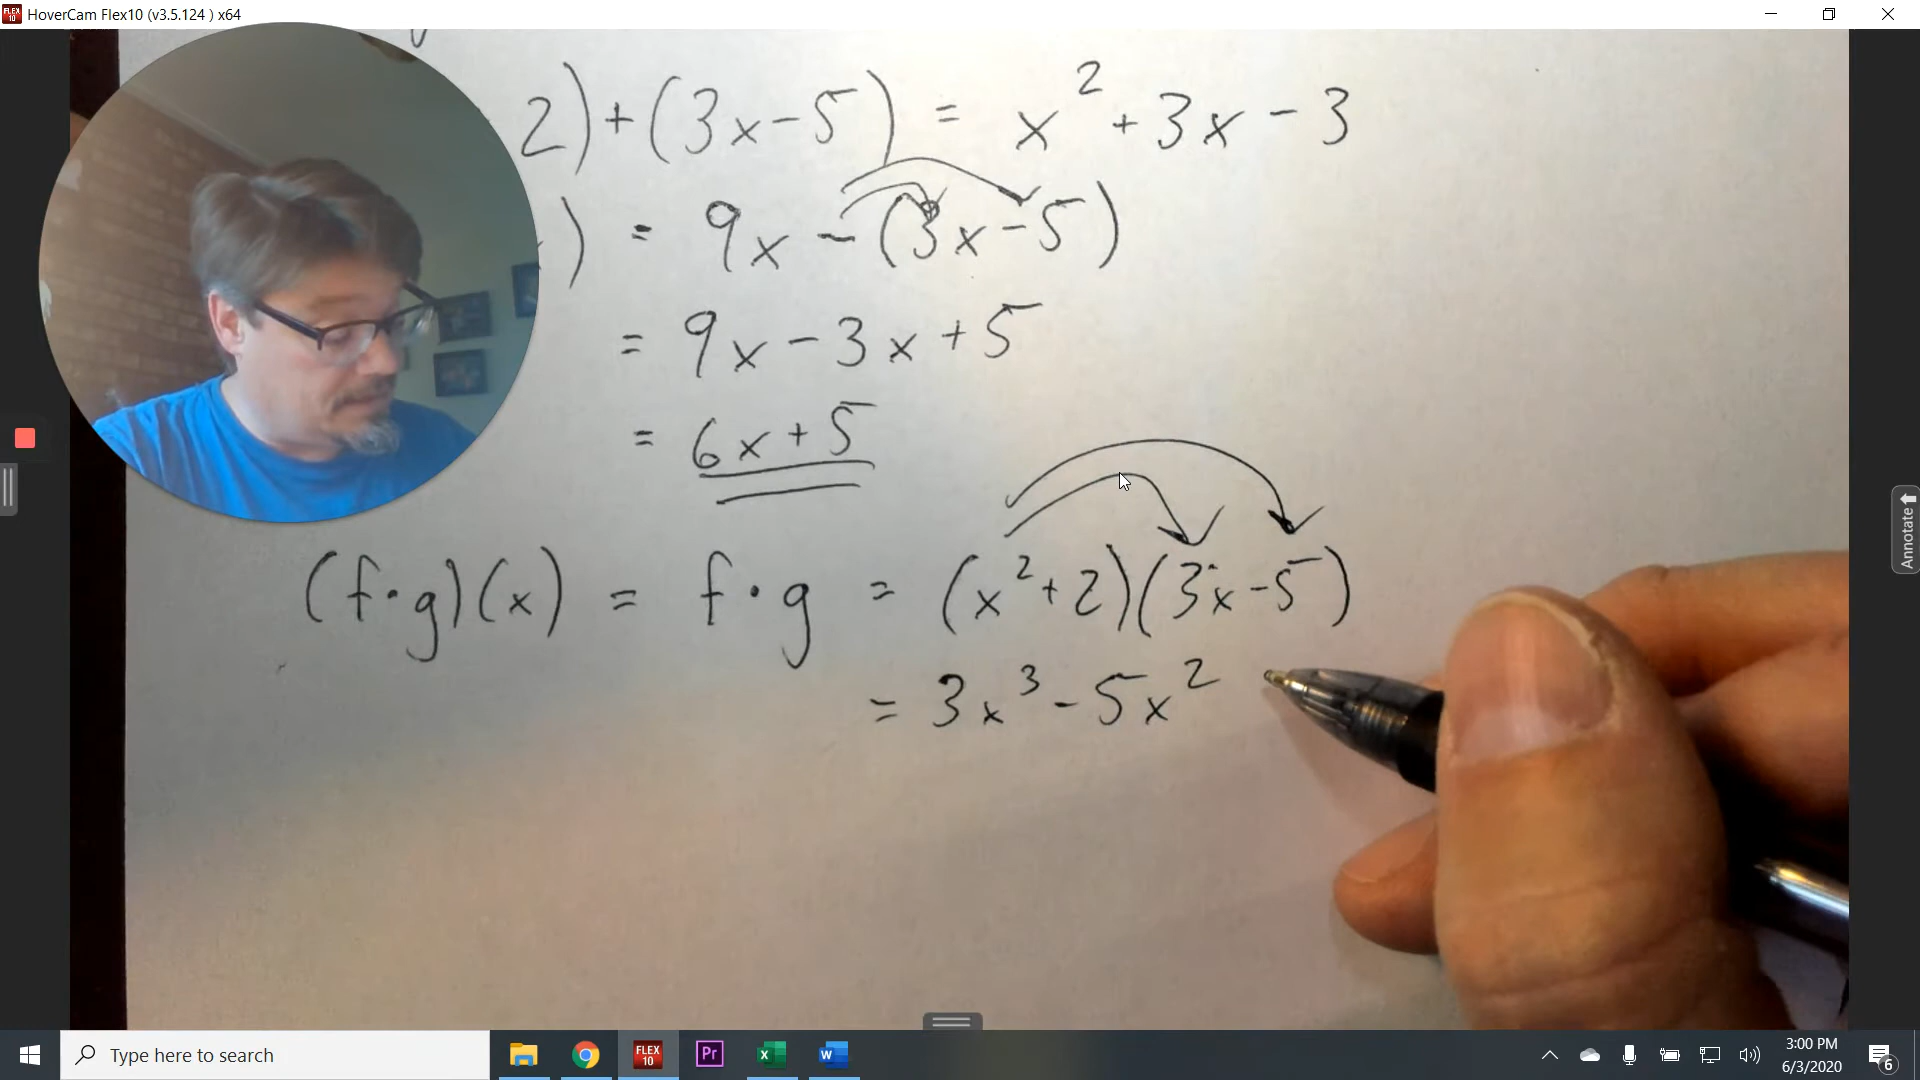 HoverCam Flex10 (v3.5.124 ) x64
2) + (3x - 5) = x² + 3x - 3
) = 9x - (3x - 5)
= 9x - 3x + 5
= 6x + 5
(f · g)(x) = f · g = (x² + 2)(3x - 5)
= 3x³ - 5x²
Annotate
Type here to search
FLEX 10
Pr
X
W
3:00 PM
6/3/2020
6